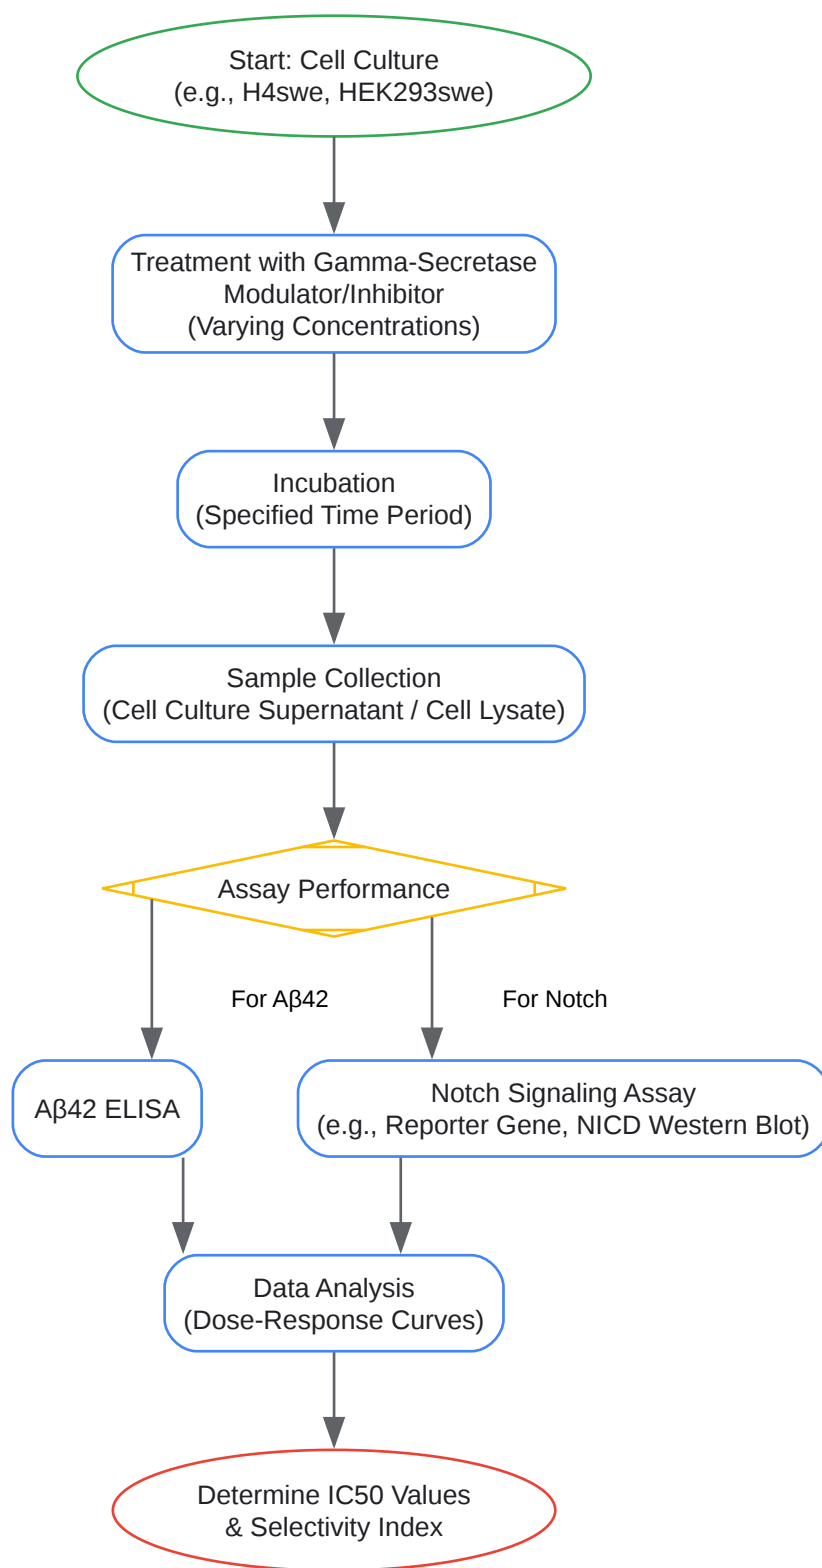 Start: Cell Culture
(e.g., H4swe, HEK293swe)
Treatment with Gamma-Secretase
Modulator/Inhibitor
(Varying Concentrations)
Incubation
(Specified Time Period)
Sample Collection
(Cell Culture Supernatant / Cell Lysate)
Assay Performance
For Aβ42
For Notch
Aβ42 ELISA
Notch Signaling Assay
(e.g., Reporter Gene, NICD Western Blot)
Data Analysis
(Dose-Response Curves)
Determine IC50 Values
& Selectivity Index